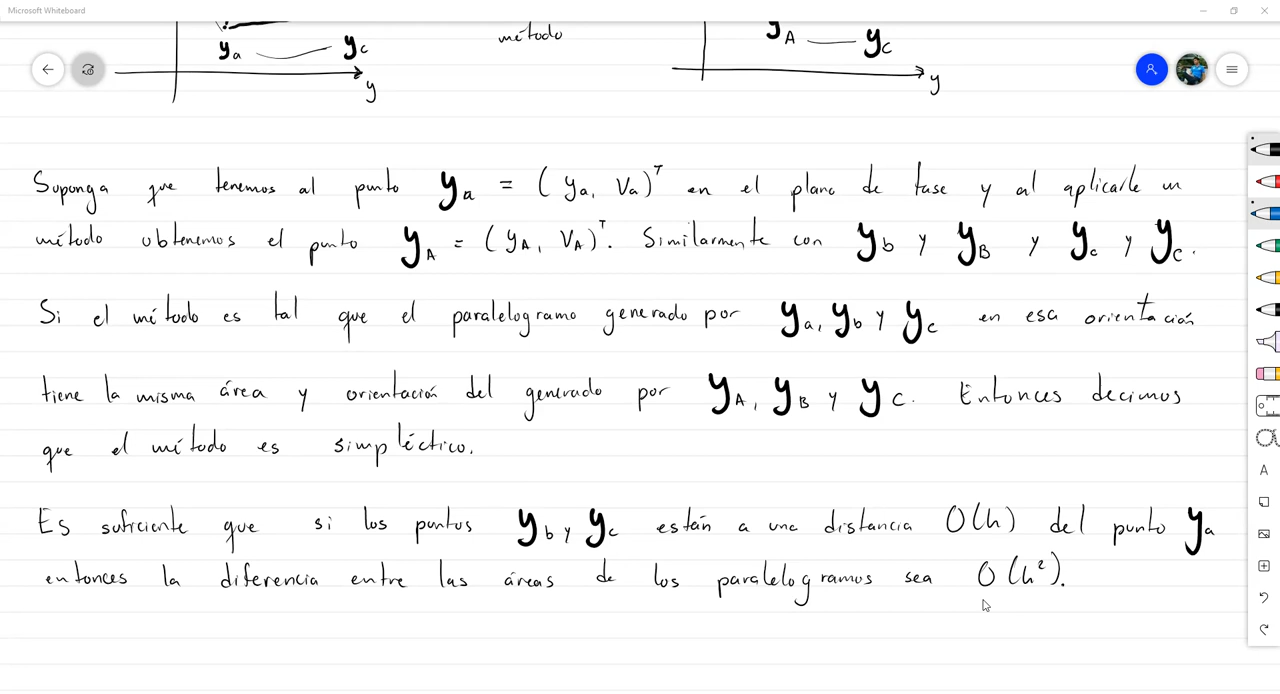 Microsoft Whiteboard
ya yc método yA yc
y y
Suponga que tenemos al punto ya = (ya, va)ᵀ en el plano de fase y al aplicarle un
método obtenemos el punto yA = (yA, vA)ᵀ. Similarmente con yb y yB y yc y yC.
Si el método es tal que el paralelogramo generado por ya, yb y yc en esa orientación
tiene la misma área y orientación del generado por yA, yB y yC. Entonces decimos
que el método es simpléctico.
Es suficiente que si los puntos yb y yc están a una distancia O(h) del punto ya
entonces la diferencia entre las áreas de los paralelogramos sea O(h²).
A